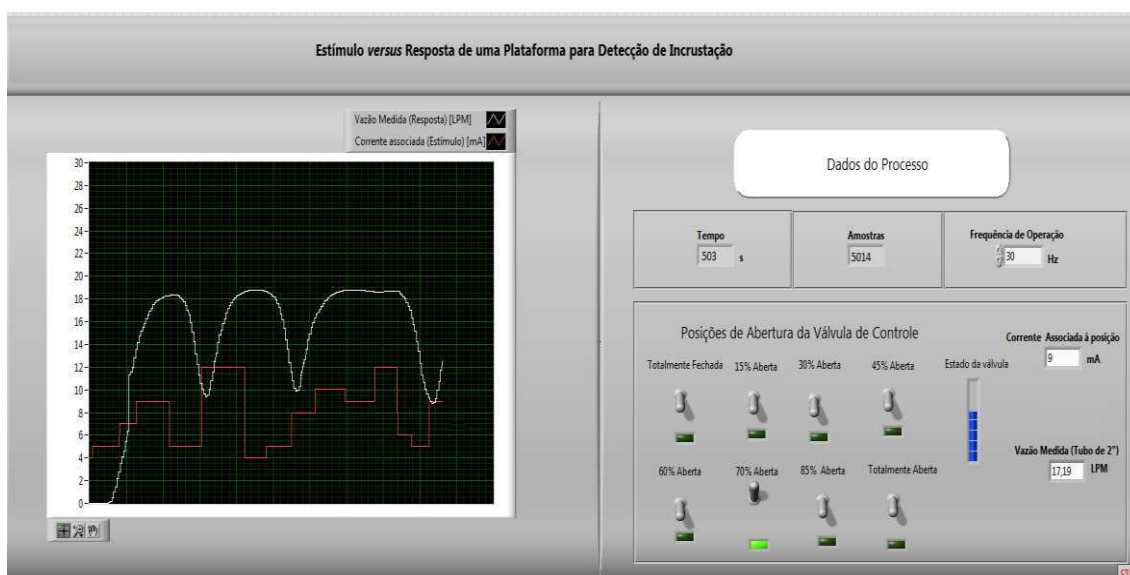 Estímulo versus Resposta de uma Plataforma para Detecção de Incrustação
Vazão Medida (Resposta) [LPM]
Corrente associada (Estímulo) [mA]
30
28
26
24
22
20
18
16
14
12
10
8
6
4
2
0
Dados do Processo
Tempo
503 s
Amostras
5014
Frequência de Operação
30 Hz
Posições de Abertura da Válvula de Controle
Totalmente Fechada
15% Aberta
30% Aberta
45% Aberta
60% Aberta
70% Aberta
85% Aberta
Totalmente Aberta
Estado da válvula
Corrente Associada à posição
9 mA
Vazão Medida (Tubo de 2")
17,19 LPM